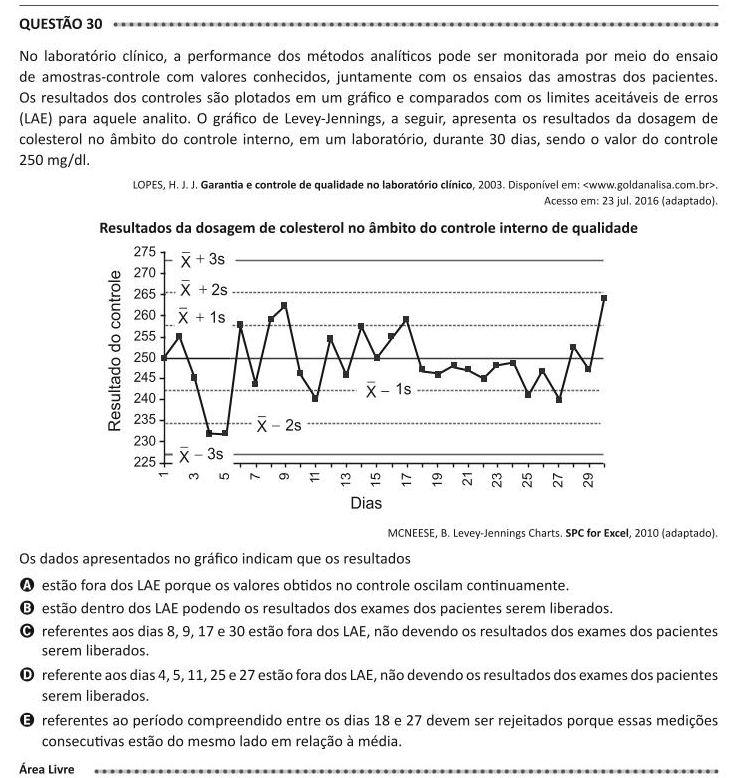 QUESTÃO 30
No laboratório clínico, a performance dos métodos analíticos pode ser monitorada por meio do ensaio
de amostras-controle com valores conhecidos, juntamente com os ensaios das amostras dos pacientes.
Os resultados dos controles são plotados em um gráfico e comparados com os limites aceitáveis de erros
(LAE) para aquele analito. O gráfico de Levey-Jennings, a seguir, apresenta os resultados da dosagem de
colesterol no âmbito do controle interno, em um laboratório, durante 30 dias, sendo o valor do controle
250 mg/dl.
LOPES, H. J. J. Garantia e controle de qualidade no laboratório clínico, 2003. Disponível em: <www.goldanalisa.com.br>.
Acesso em: 23 jul. 2016 (adaptado).
Resultados da dosagem de colesterol no âmbito do controle interno de qualidade
Resultado do controle
275
X̅ + 3s
270
265
X̅ + 2s
260
X̅ + 1s
255
250
245
X̅ – 1s
240
235
X̅ – 2s
230
X̅ – 3s
225
1 3 5 7 9 11 13 15 17 19 21 23 25 27 29
Dias
MCNEESE, B. Levey-Jennings Charts. SPC for Excel, 2010 (adaptado).
Os dados apresentados no gráfico indicam que os resultados
A estão fora dos LAE porque os valores obtidos no controle oscilam continuamente.
B estão dentro dos LAE podendo os resultados dos exames dos pacientes serem liberados.
C referentes aos dias 8, 9, 17 e 30 estão fora dos LAE, não devendo os resultados dos exames dos pacientes
serem liberados.
D referente aos dias 4, 5, 11, 25 e 27 estão fora dos LAE, não devendo os resultados dos exames dos pacientes
serem liberados.
E referentes ao período compreendido entre os dias 18 e 27 devem ser rejeitados porque essas medições
consecutivas estão do mesmo lado em relação à média.
Área Livre